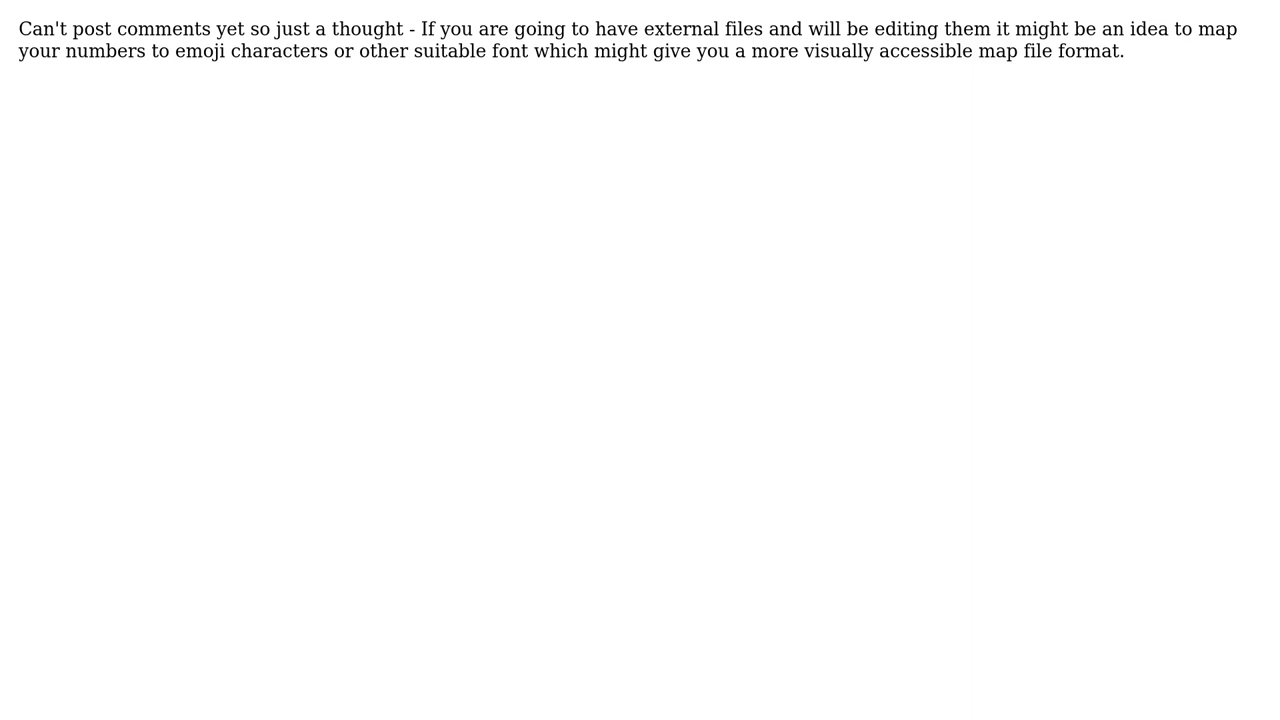 Can't post comments yet so just a thought - If you are going to have external files and will be editing them it might be an idea to map
your numbers to emoji characters or other suitable font which might give you a more visually accessible map file format.